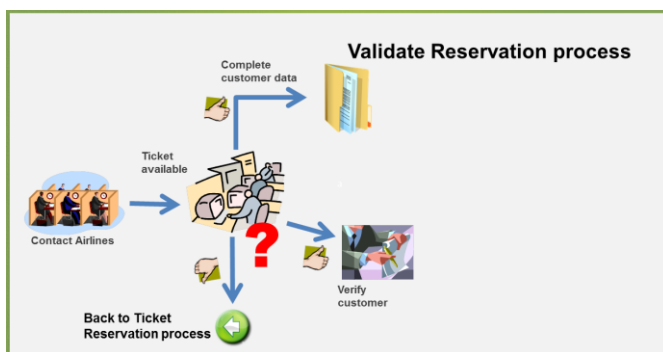 Validate Reservation process
Complete
customer data
Ticket
available
Contact Airlines
?
Verify
customer
Back to Ticket
Reservation process